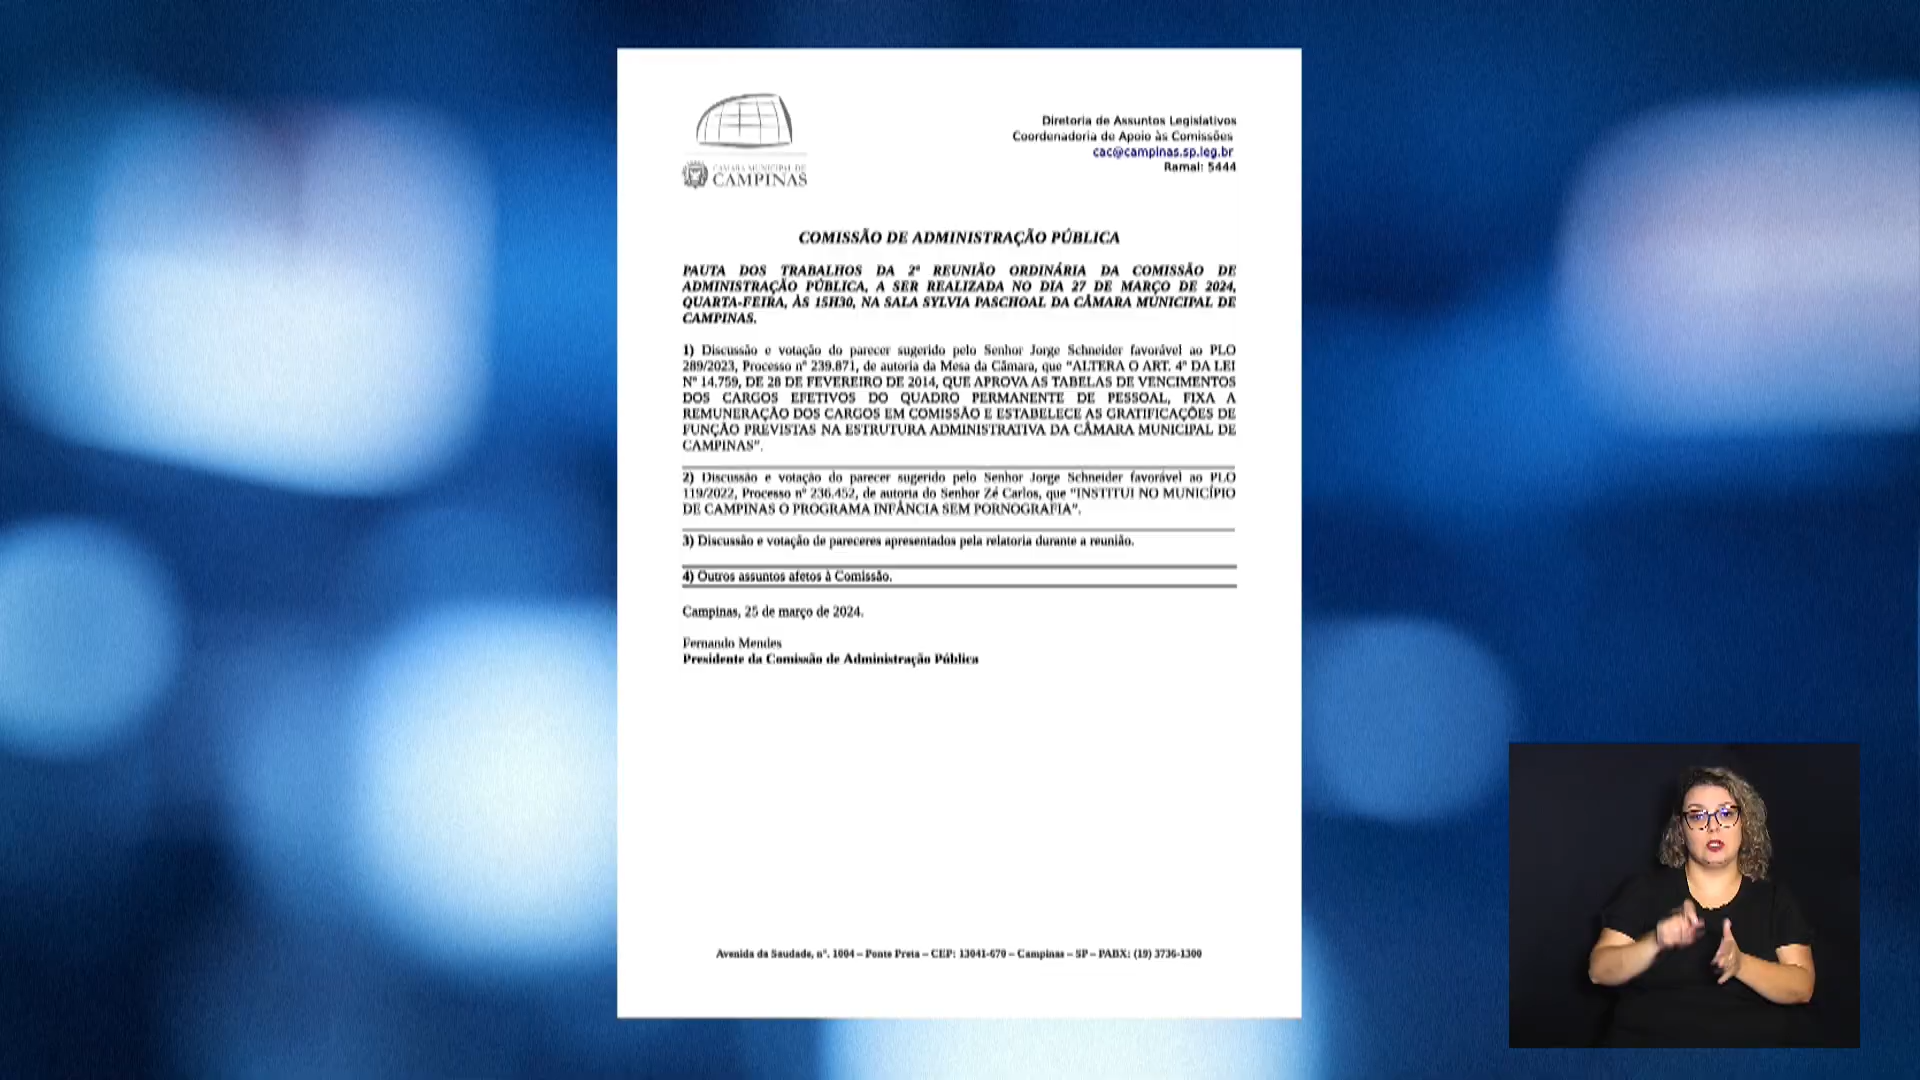 CÂMARA MUNICIPAL DE
CAMPINAS
Diretoria de Assuntos Legislativos
Coordenadoria de Apoio às Comissões
cac@campinas.sp.leg.br
Ramal: 5444
COMISSÃO DE ADMINISTRAÇÃO PÚBLICA
PAUTA DOS TRABALHOS DA 2ª REUNIÃO ORDINÁRIA DA COMISSÃO DE
ADMINISTRAÇÃO PÚBLICA, A SER REALIZADA NO DIA 27 DE MARÇO DE 2024,
QUARTA-FEIRA, ÀS 15H30, NA SALA SYLVIA PASCHOAL DA CÂMARA MUNICIPAL DE
CAMPINAS.
1) Discussão e votação do parecer sugerido pelo Senhor Jorge Schneider favorável ao PLO
289/2023, Processo nº 239.871, de autoria da Mesa da Câmara, que "ALTERA O ART. 4º DA LEI
Nº 14.759, DE 28 DE FEVEREIRO DE 2014, QUE APROVA AS TABELAS DE VENCIMENTOS
DOS CARGOS EFETIVOS DO QUADRO PERMANENTE DE PESSOAL, FIXA A
REMUNERAÇÃO DOS CARGOS EM COMISSÃO E ESTABELECE AS GRATIFICAÇÕES DE
FUNÇÃO PREVISTAS NA ESTRUTURA ADMINISTRATIVA DA CÂMARA MUNICIPAL DE
CAMPINAS".
2) Discussão e votação do parecer sugerido pelo Senhor Jorge Schneider favorável ao PLO
119/2022, Processo nº 236.452, de autoria do Senhor Zé Carlos, que "INSTITUI NO MUNICÍPIO
DE CAMPINAS O PROGRAMA INFÂNCIA SEM PORNOGRAFIA".
3) Discussão e votação de pareceres apresentados pela relatoria durante a reunião.
4) Outros assuntos afetos à Comissão.
Campinas, 25 de março de 2024.
Fernando Mendes
Presidente da Comissão de Administração Pública
Avenida da Saudade, nº. 1004 – Ponte Preta – CEP: 13041-670 – Campinas – SP – PABX: (19) 3736-1300